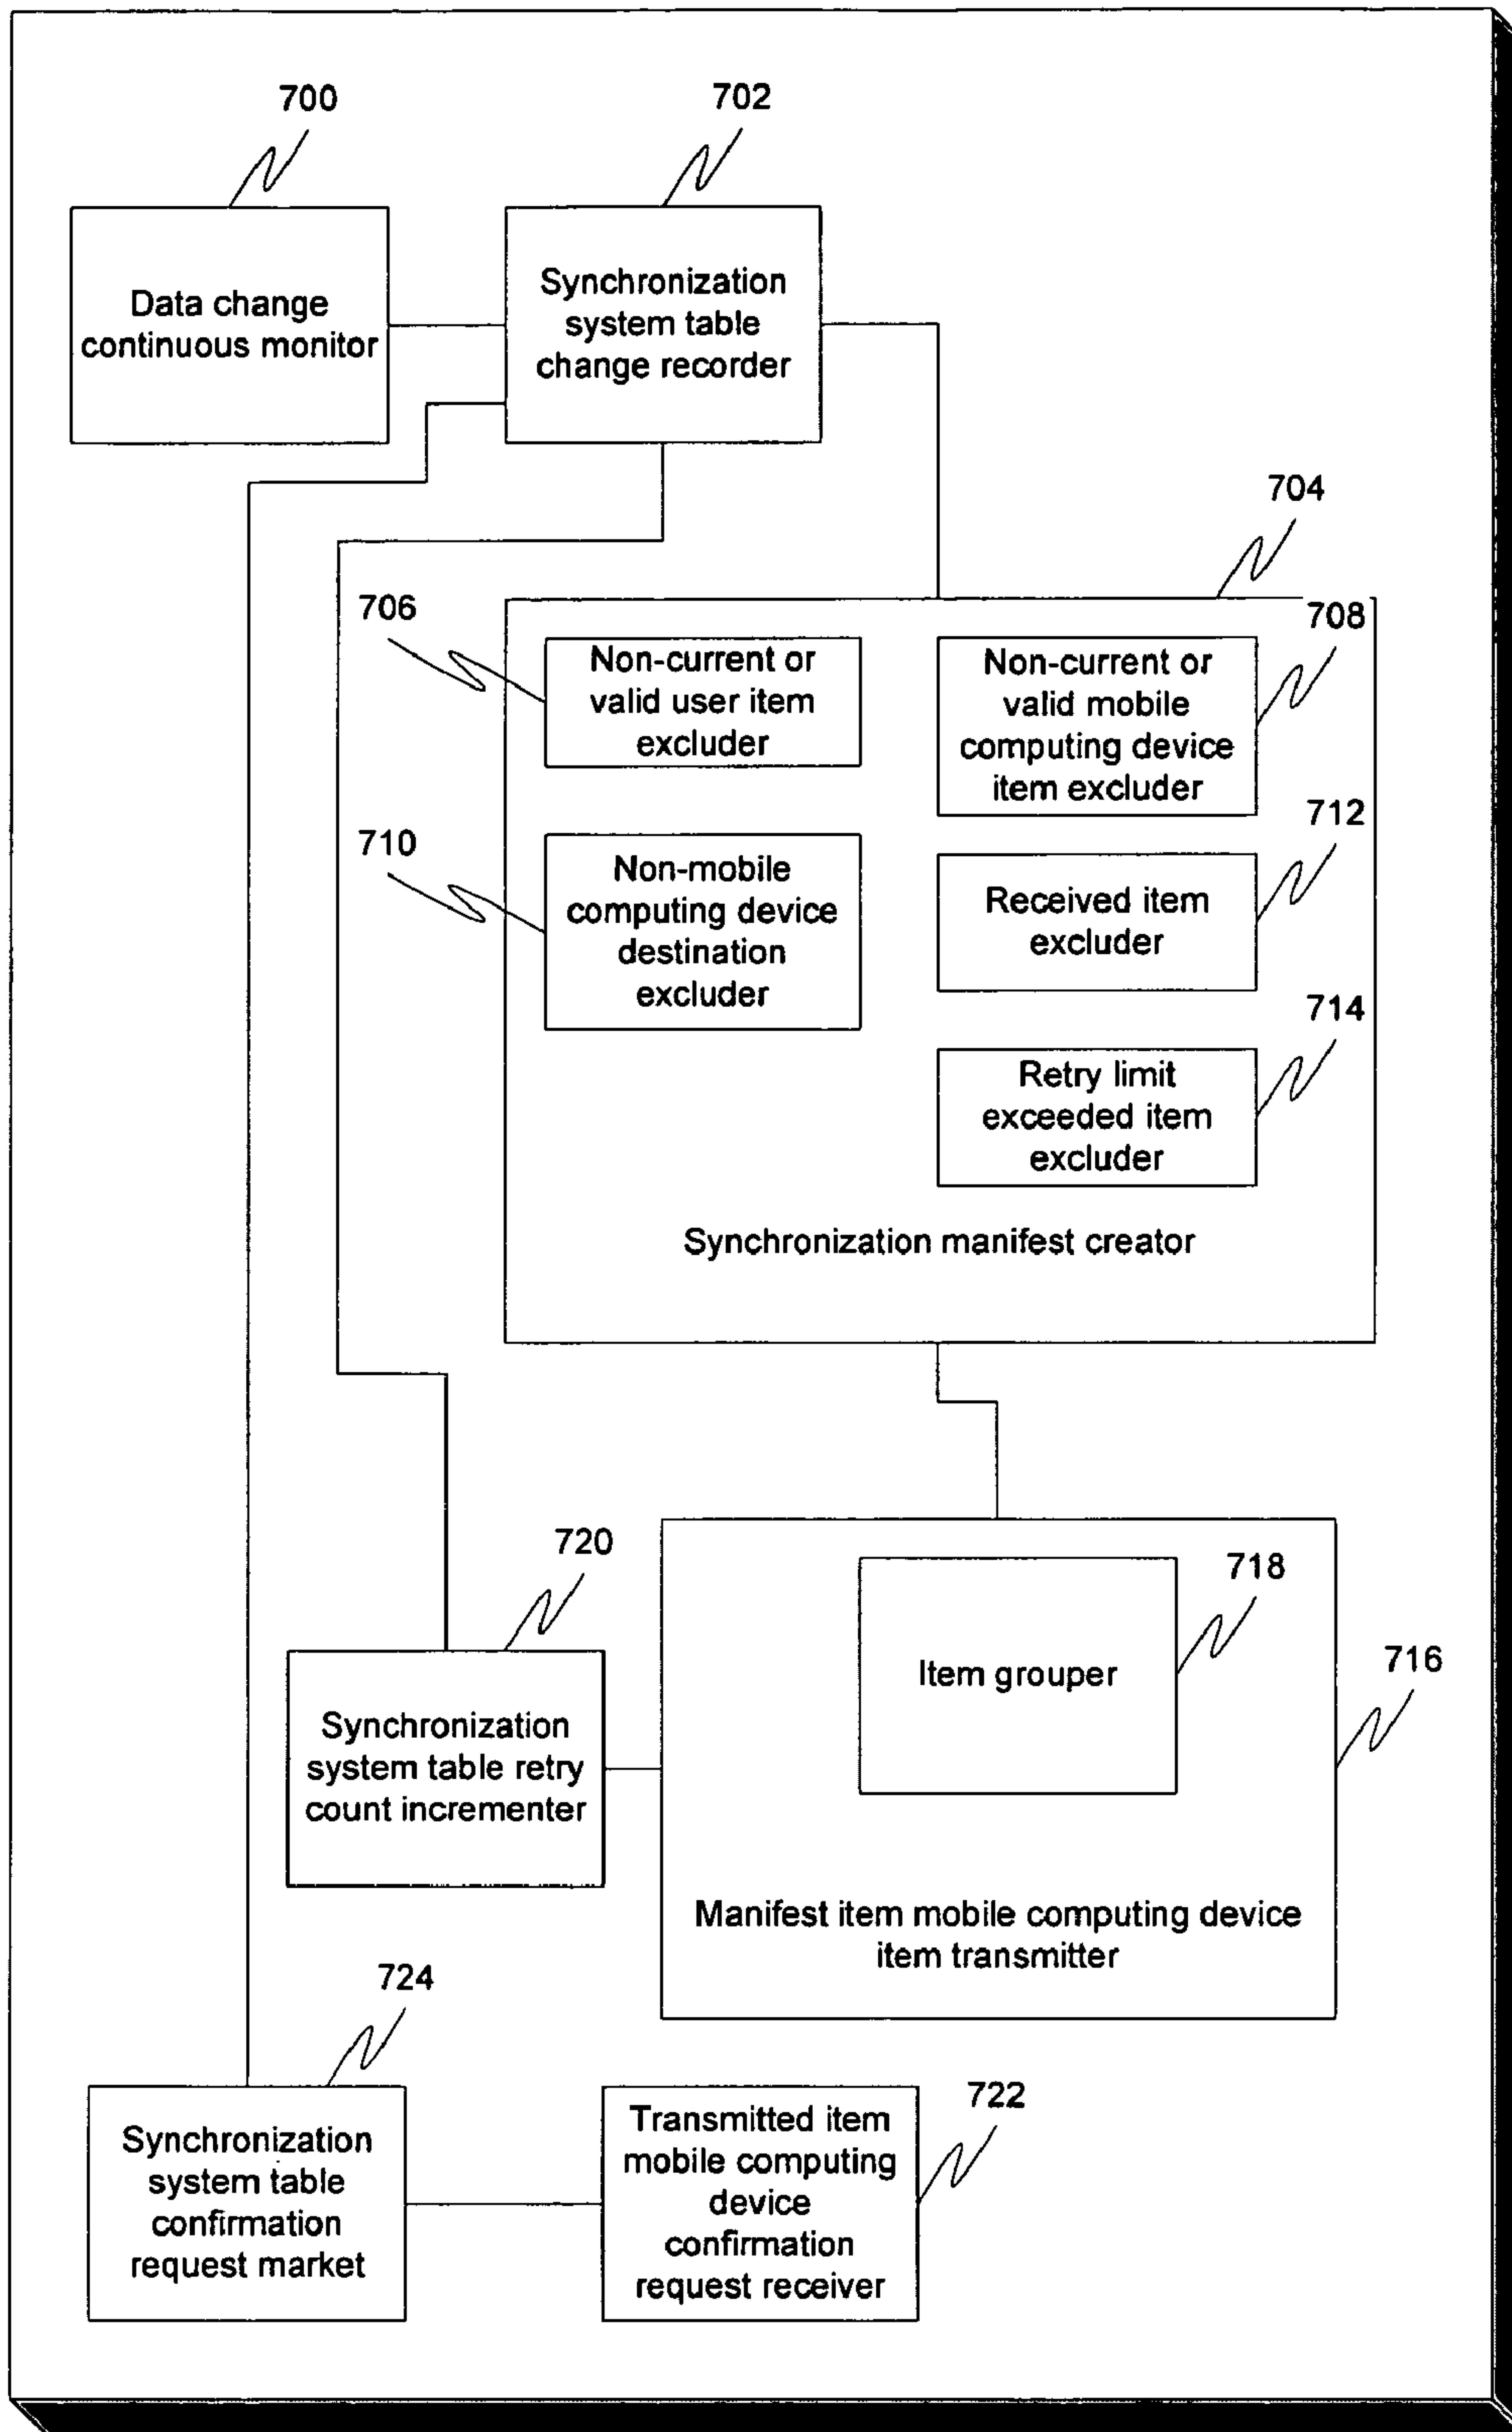 700
702
Data change
continuous monitor
Synchronization
system table
change recorder
704
706
708
Non-current or
valid user item
excluder
Non-current or
valid mobile
computing device
item excluder
710
712
Non-mobile
computing device
destination
excluder
Received item
excluder
714
Retry limit
exceeded item
excluder
Synchronization manifest creator
720
718
716
Item grouper
Synchronization
system table retry
count incrementer
Manifest item mobile computing device
item transmitter
724
722
Synchronization
system table
confirmation
request market
Transmitted item
mobile computing
device
confirmation
request receiver